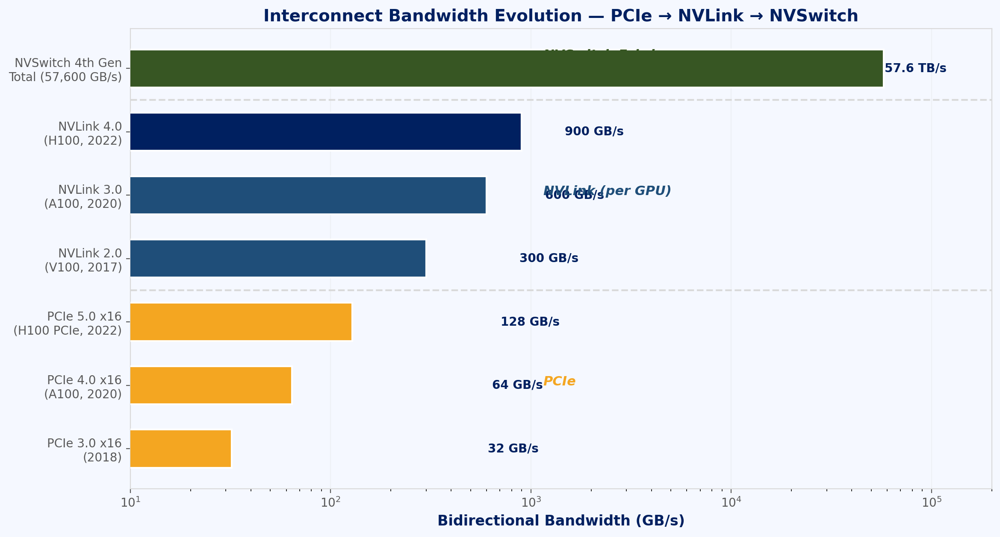 Interconnect Bandwidth Evolution — PCIe → NVLink → NVSwitch
NVSwitch 4th Gen
Total (57,600 GB/s)
57.6 TB/s
NVLink 4.0
(H100, 2022)
900 GB/s
NVLink 3.0
(A100, 2020)
NVLink (per GPU)
600 GB/s
NVLink 2.0
(V100, 2017)
300 GB/s
PCIe 5.0 x16
(H100 PCIe, 2022)
128 GB/s
PCIe 4.0 x16
(A100, 2020)
64 GB/s
PCIe
PCIe 3.0 x16
(2018)
32 GB/s
10¹ 10² 10³ 10⁴ 10⁵
Bidirectional Bandwidth (GB/s)